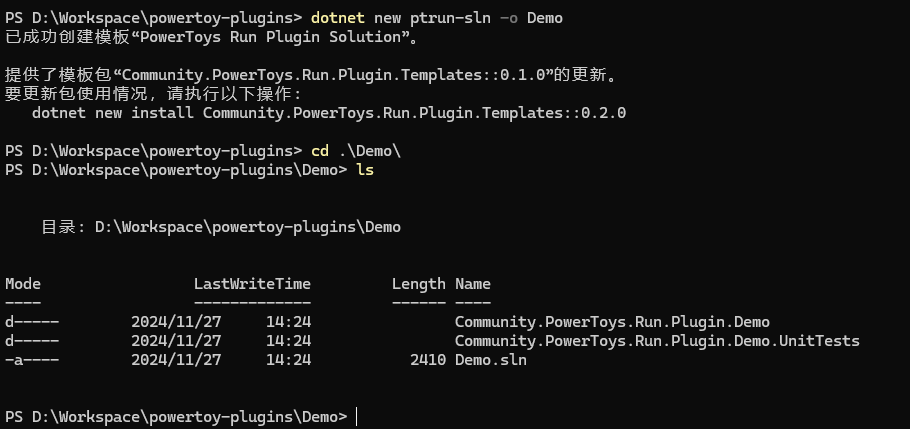 PS D:\Workspace\powertoy-plugins> dotnet new ptrun-sln -o Demo
已成功创建模板“PowerToys Run Plugin Solution”。
提供了模板包“Community.PowerToys.Run.Plugin.Templates::0.1.0”的更新。
要更新包使用情况，请执行以下操作：
   dotnet new install Community.PowerToys.Run.Plugin.Templates::0.2.0
PS D:\Workspace\powertoy-plugins> cd .\Demo\
PS D:\Workspace\powertoy-plugins\Demo> ls
    目录: D:\Workspace\powertoy-plugins\Demo
Mode                 LastWriteTime         Length Name
----                 -------------         ------ ----
d-----        2024/11/27     14:24                Community.PowerToys.Run.Plugin.Demo
d-----        2024/11/27     14:24                Community.PowerToys.Run.Plugin.Demo.UnitTests
-a----        2024/11/27     14:24           2410 Demo.sln
PS D:\Workspace\powertoy-plugins\Demo>